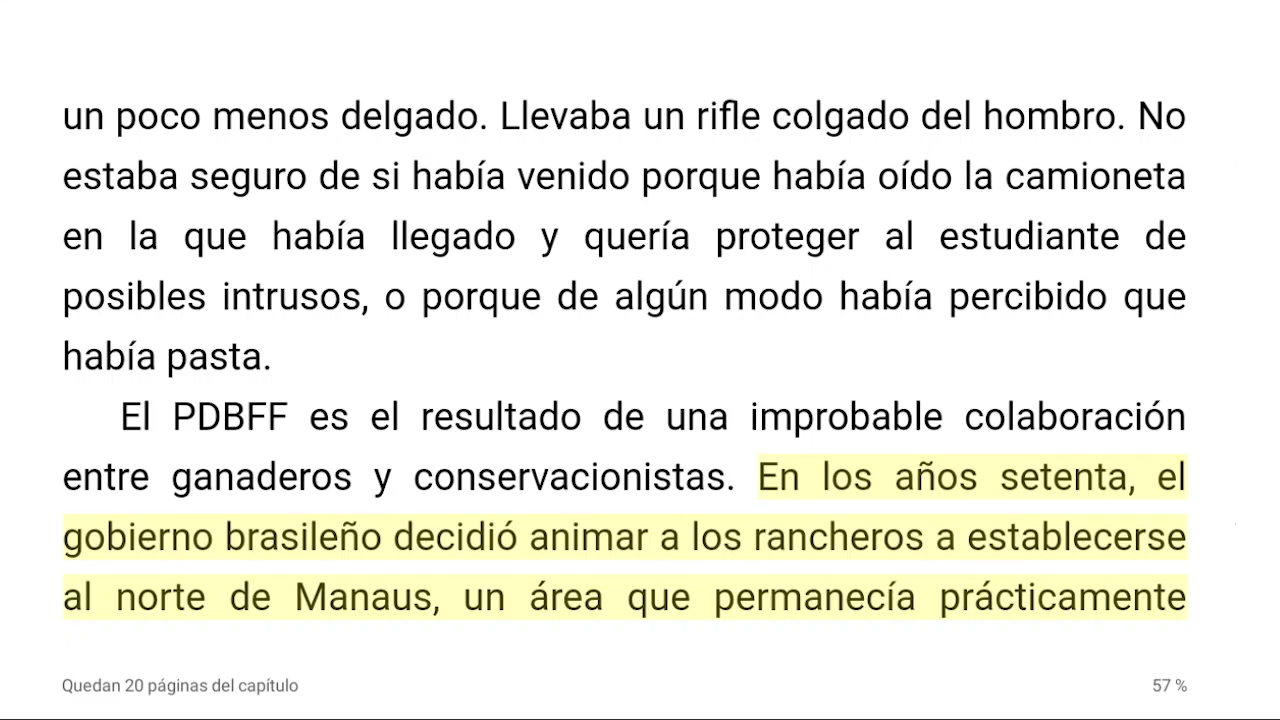 un poco menos delgado. Llevaba un rifle colgado del hombro. No
estaba seguro de si había venido porque había oído la camioneta
en la que había llegado y quería proteger al estudiante de
posibles intrusos, o porque de algún modo había percibido que
había pasta.
El PDBFF es el resultado de una improbable colaboración
entre ganaderos y conservacionistas. En los años setenta, el
gobierno brasileño decidió animar a los rancheros a establecerse
al norte de Manaus, un área que permanecía prácticamente
Quedan 20 páginas del capítulo
57 %